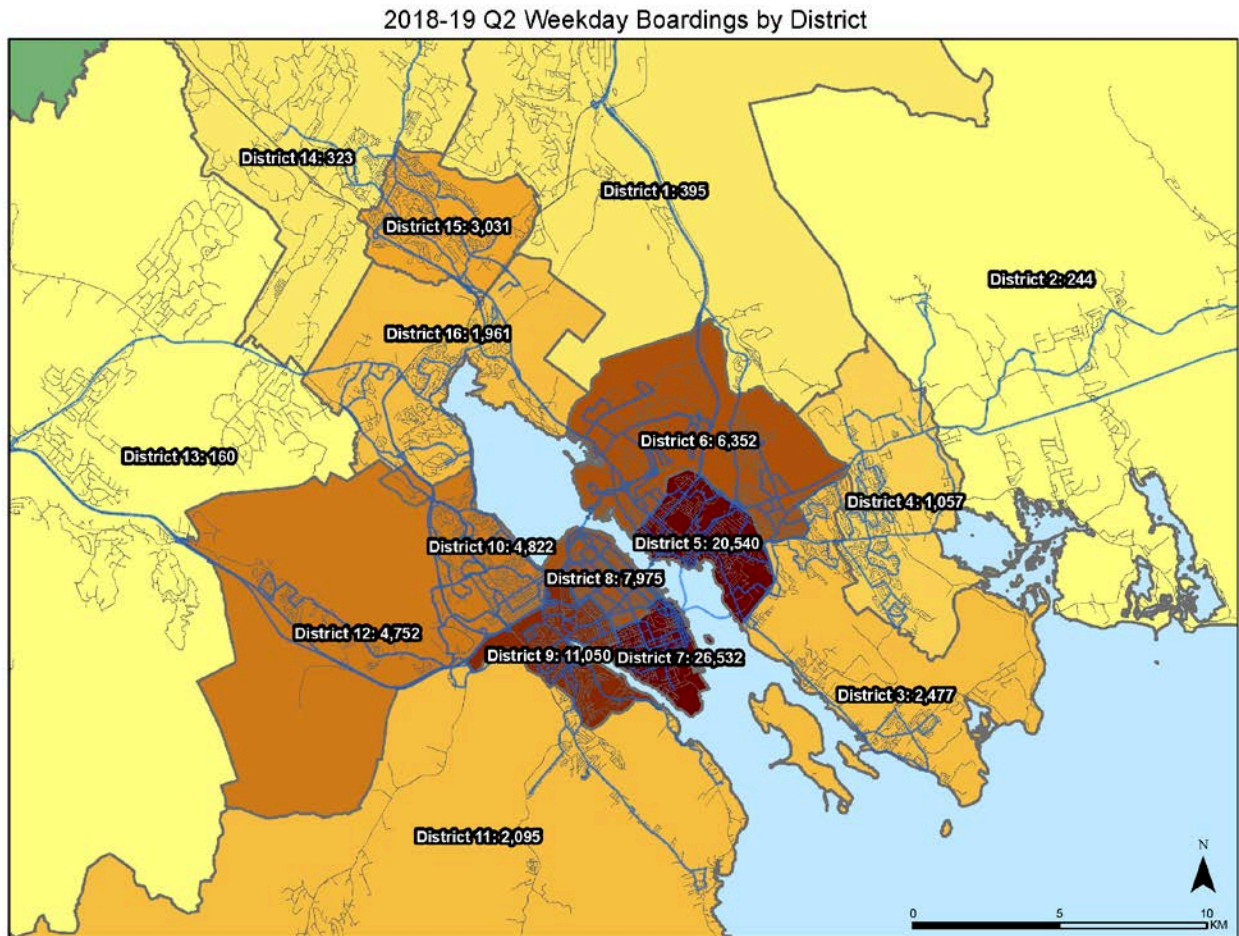 2018-19 Q2 Weekday Boardings by District
District 14: 323
District 1: 395
District 15: 3,031
District 2: 244
District 16: 1,961
District 6: 6,352
District 13: 160
District 4: 1,057
District 10: 4,822
District 5: 20,540
District 8: 7,975
District 12: 4,752
District 9: 11,050
District 7: 26,532
District 3: 2,477
District 11: 2,095
N
0 5 10
KM